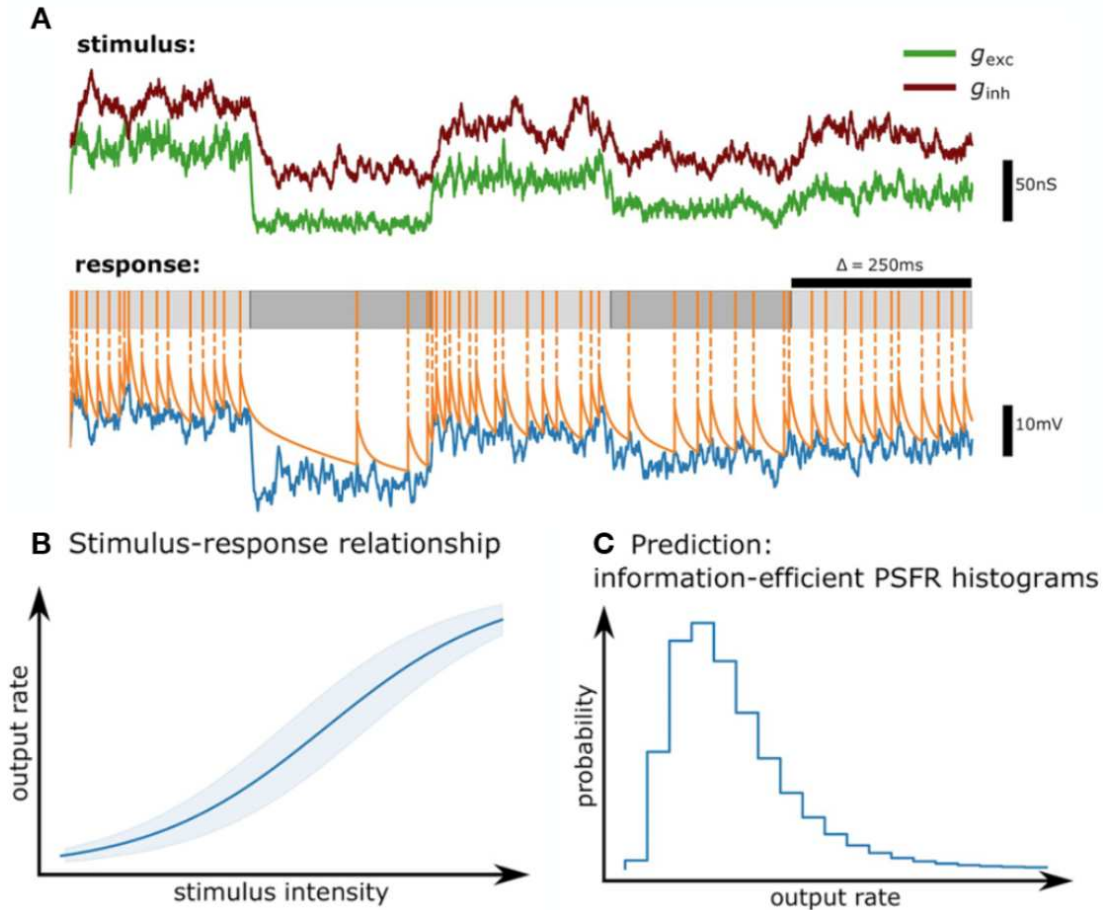 A
stimulus:
g_exc
g_inh
50nS
response:
Δ = 250ms
10mV
B Stimulus-response relationship
output rate
stimulus intensity
C Prediction:
information-efficient PSFR histograms
probability
output rate